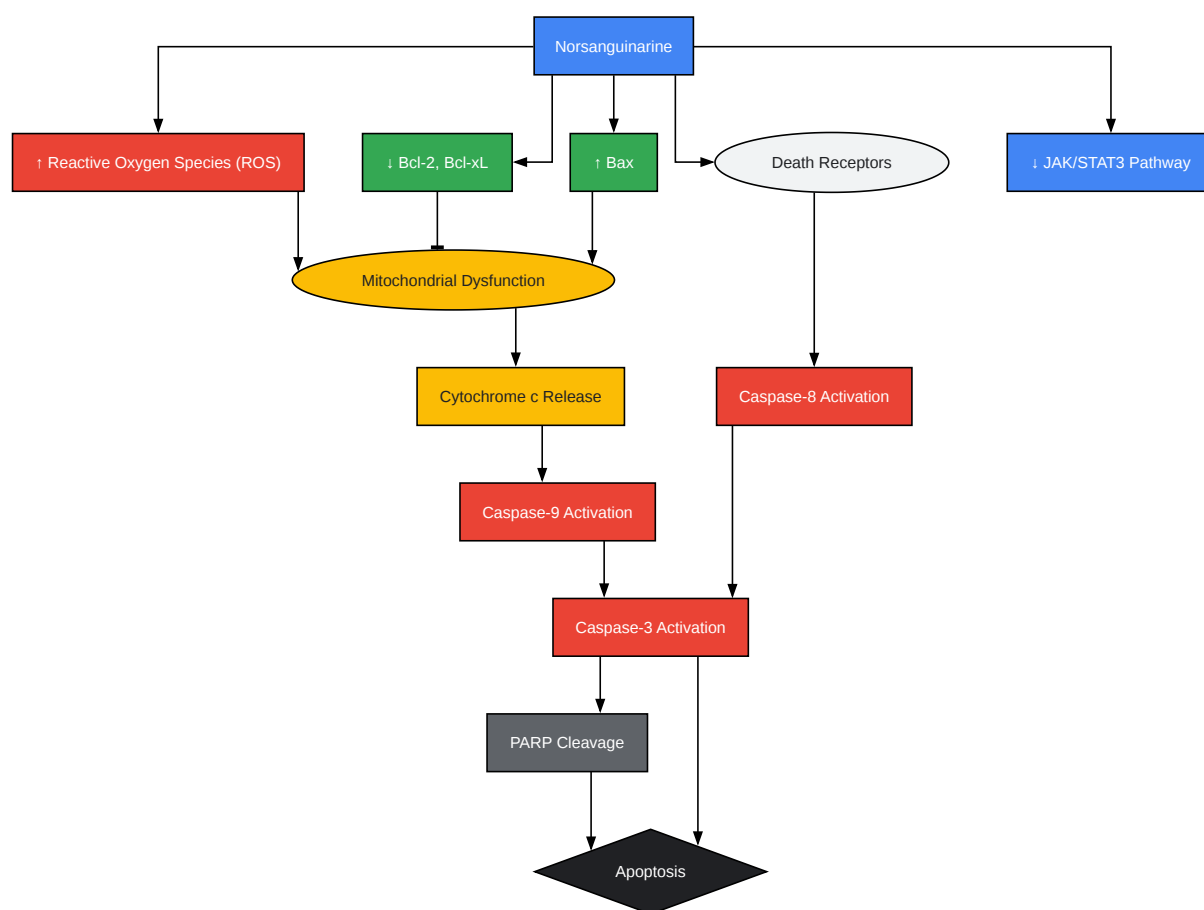 Norsanguinarine
↑ Reactive Oxygen Species (ROS)
↓ Bcl-2, Bcl-xL
↑ Bax
Death Receptors
↓ JAK/STAT3 Pathway
Mitochondrial Dysfunction
Cytochrome c Release
Caspase-8 Activation
Caspase-9 Activation
Caspase-3 Activation
PARP Cleavage
Apoptosis